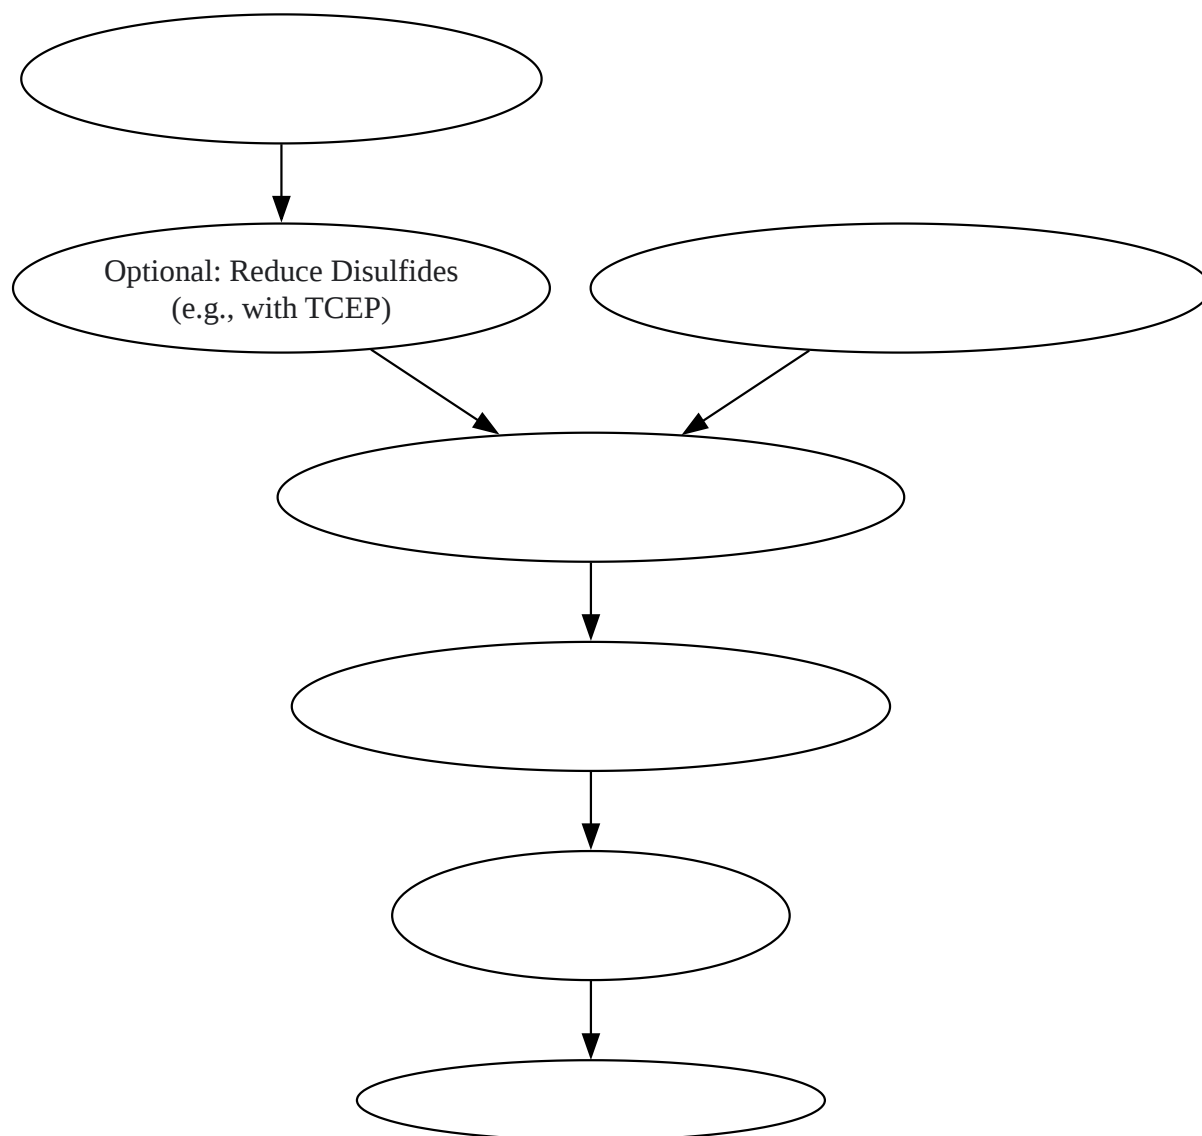 Optional: Reduce Disulfides
(e.g., with TCEP)